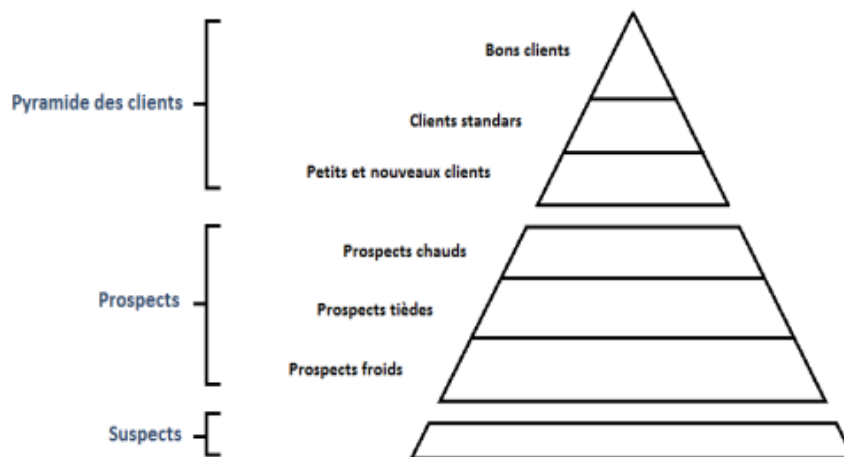 Bons clients
Pyramide des clients
Clients standars
Petits et nouveaux clients
Prospects chauds
Prospects
Prospects tièdes
Prospects froids
Suspects